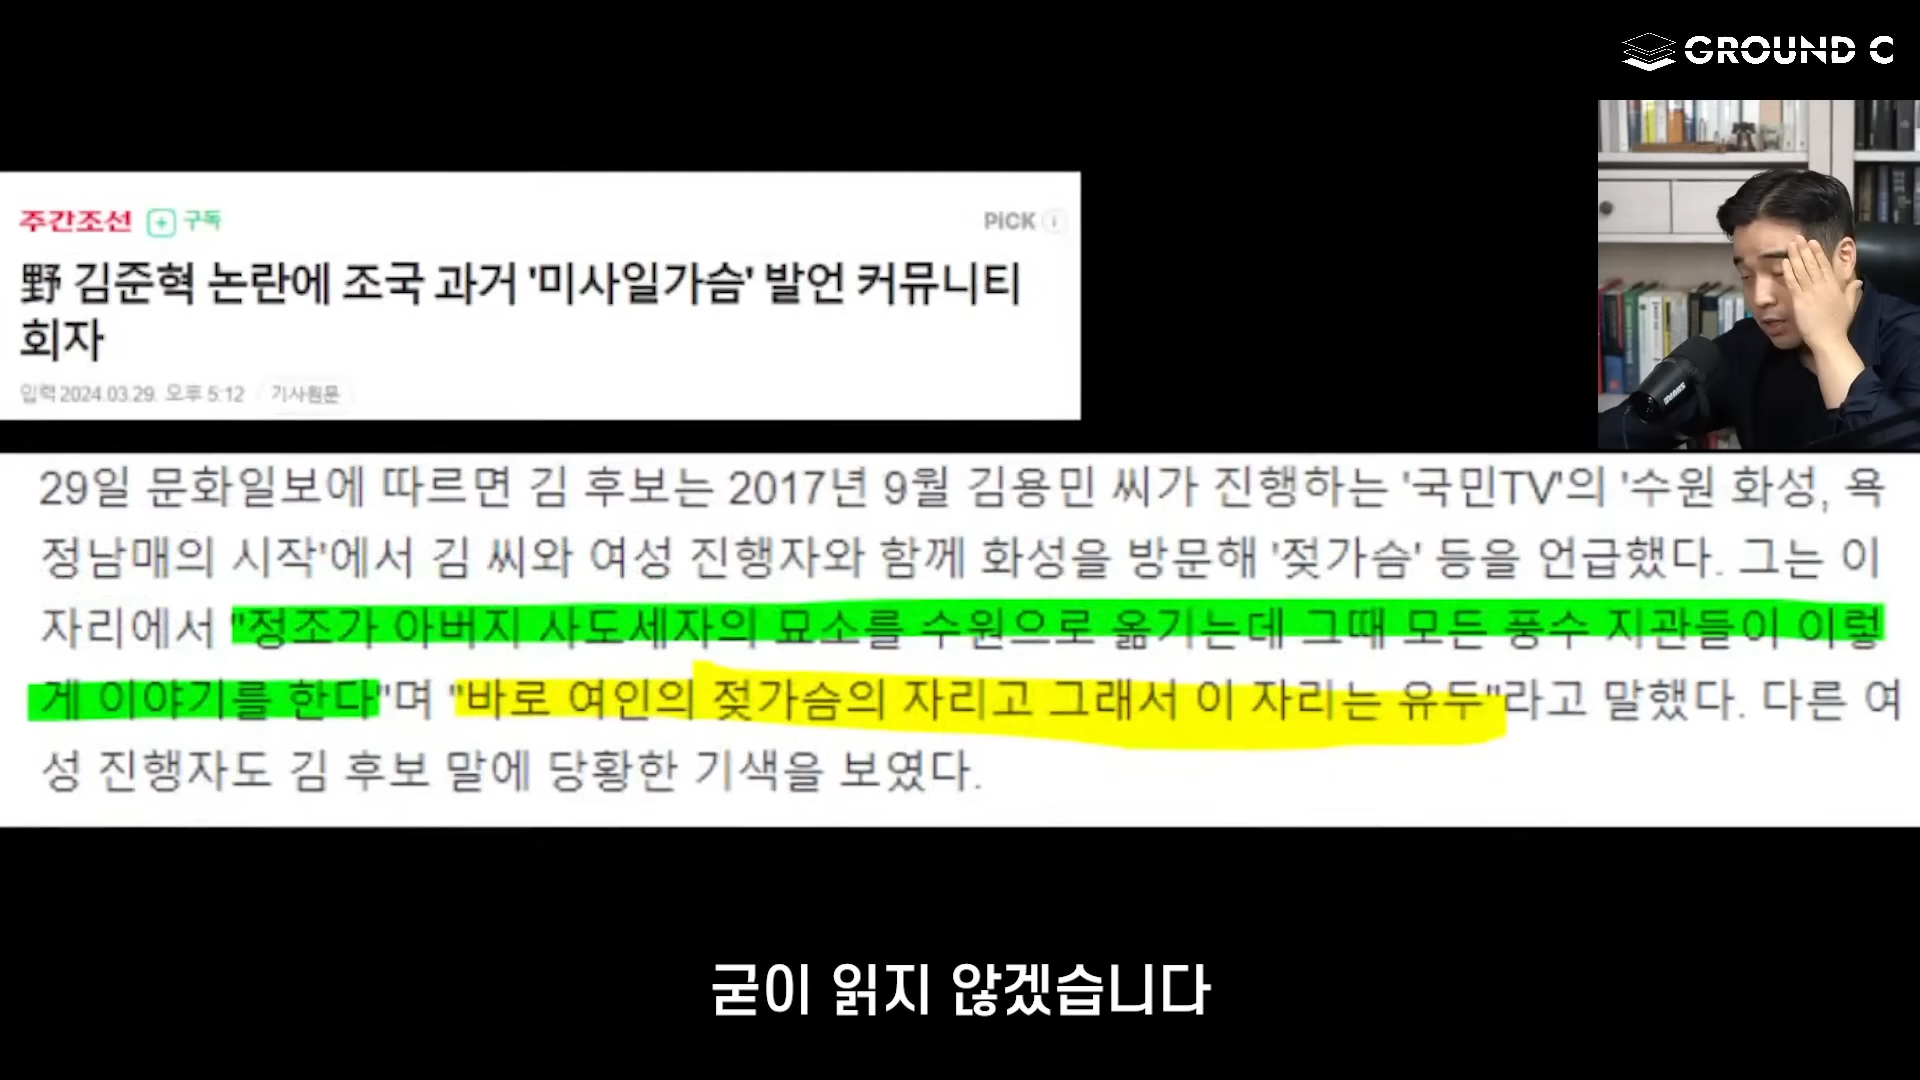 GROUND C
주간조선 + 구독
PiCK i
野 김준혁 논란에 조국 과거 '미사일가슴' 발언 커뮤니티
회자
입력 2024.03.29. 오후 5:12 기사원문
29일 문화일보에 따르면 김 후보는 2017년 9월 김용민 씨가 진행하는 '국민TV'의 '수원 화성, 욕
정남매의 시작'에서 김 씨와 여성 진행자와 함께 화성을 방문해 '젖가슴' 등을 언급했다. 그는 이
자리에서 "정조가 아버지 사도세자의 묘소를 수원으로 옮기는데 그때 모든 풍수 지관들이 이렇
게 이야기를 한다"며 "바로 여인의 젖가슴의 자리고 그래서 이 자리는 유두"라고 말했다. 다른 여
성 진행자도 김 후보 말에 당황한 기색을 보였다.
SHURE
굳이 읽지 않겠습니다